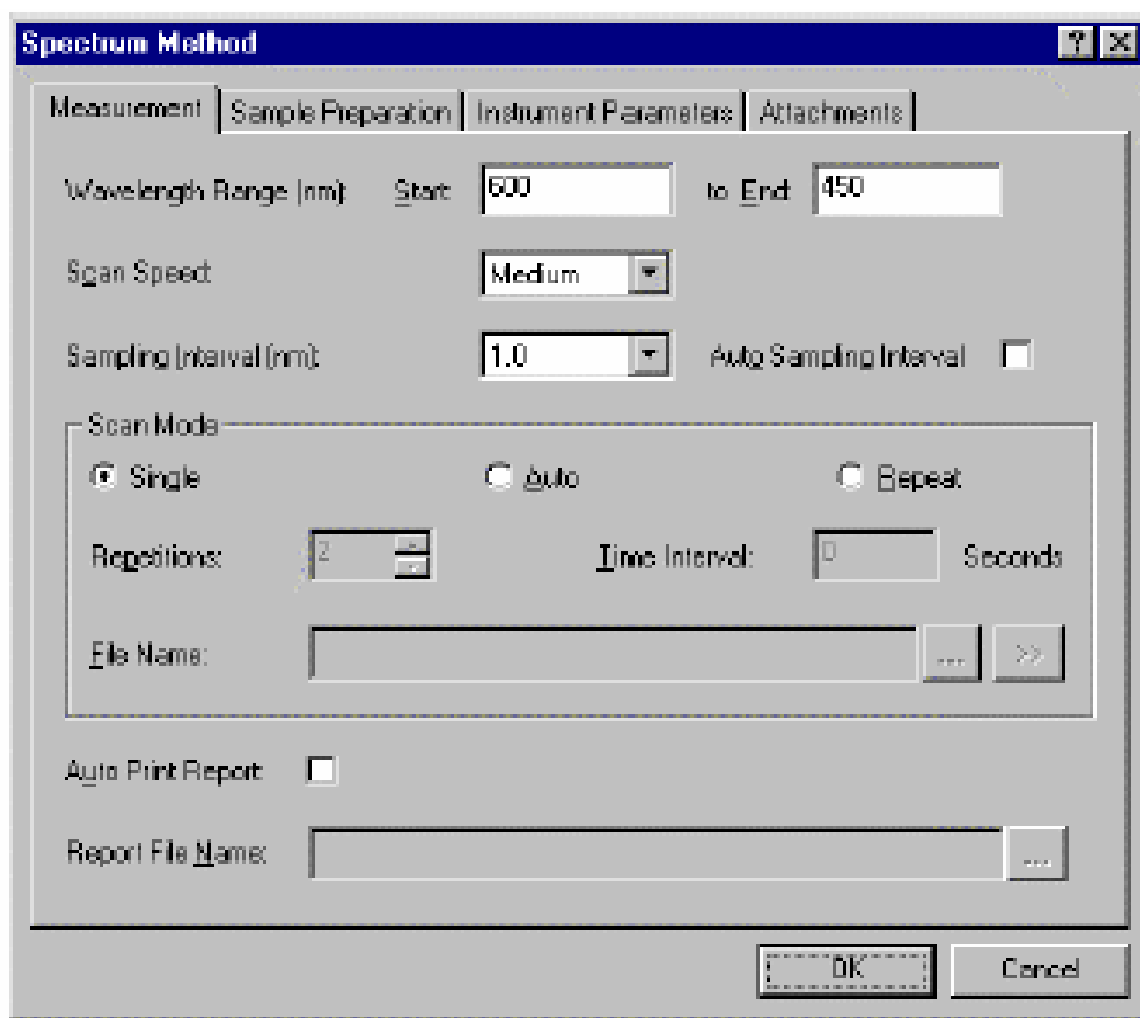 Spectrum Method
Measurement Sample Preparation Instrument Parameters Attachments
Wavelength Range (nm): Start: 600 to End: 450
Scan Speed: Medium
Sampling Interval (nm): 1.0 Auto Sampling Interval
Scan Mode
Single Auto Repeat
Repetitions: 2 Time Interval: 0 Seconds
File Name: ... >>
Auto Print Report:
Report File Name: ...
OK Cancel